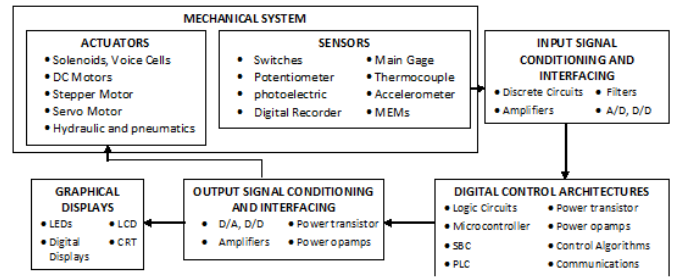 MECHANICAL SYSTEM
ACTUATORS
• Solenoids, Voice Cells
• DC Motors
• Stepper Motor
• Servo Motor
• Hydraulic and pneumatics
SENSORS
• Switches
• Potentiometer
• photoelectric
• Digital Recorder
• Main Gage
• Thermocouple
• Accelerometer
• MEMs
INPUT SIGNAL
CONDITIONING AND
INTERFACING
• Discrete Circuits
• Amplifiers
• Filters
• A/D, D/D
GRAPHICAL
DISPLAYS
• LEDs
• Digital
Displays
• LCD
• CRT
OUTPUT SIGNAL CONDITIONING
AND INTERFACING
• D/A, D/D
• Amplifiers
• Power transistor
• Power opamps
DIGITAL CONTROL ARCHITECTURES
• Logic Circuits
• Microcontroller
• SBC
• PLC
• Power transistor
• Power opamps
• Control Algorithms
• Communications